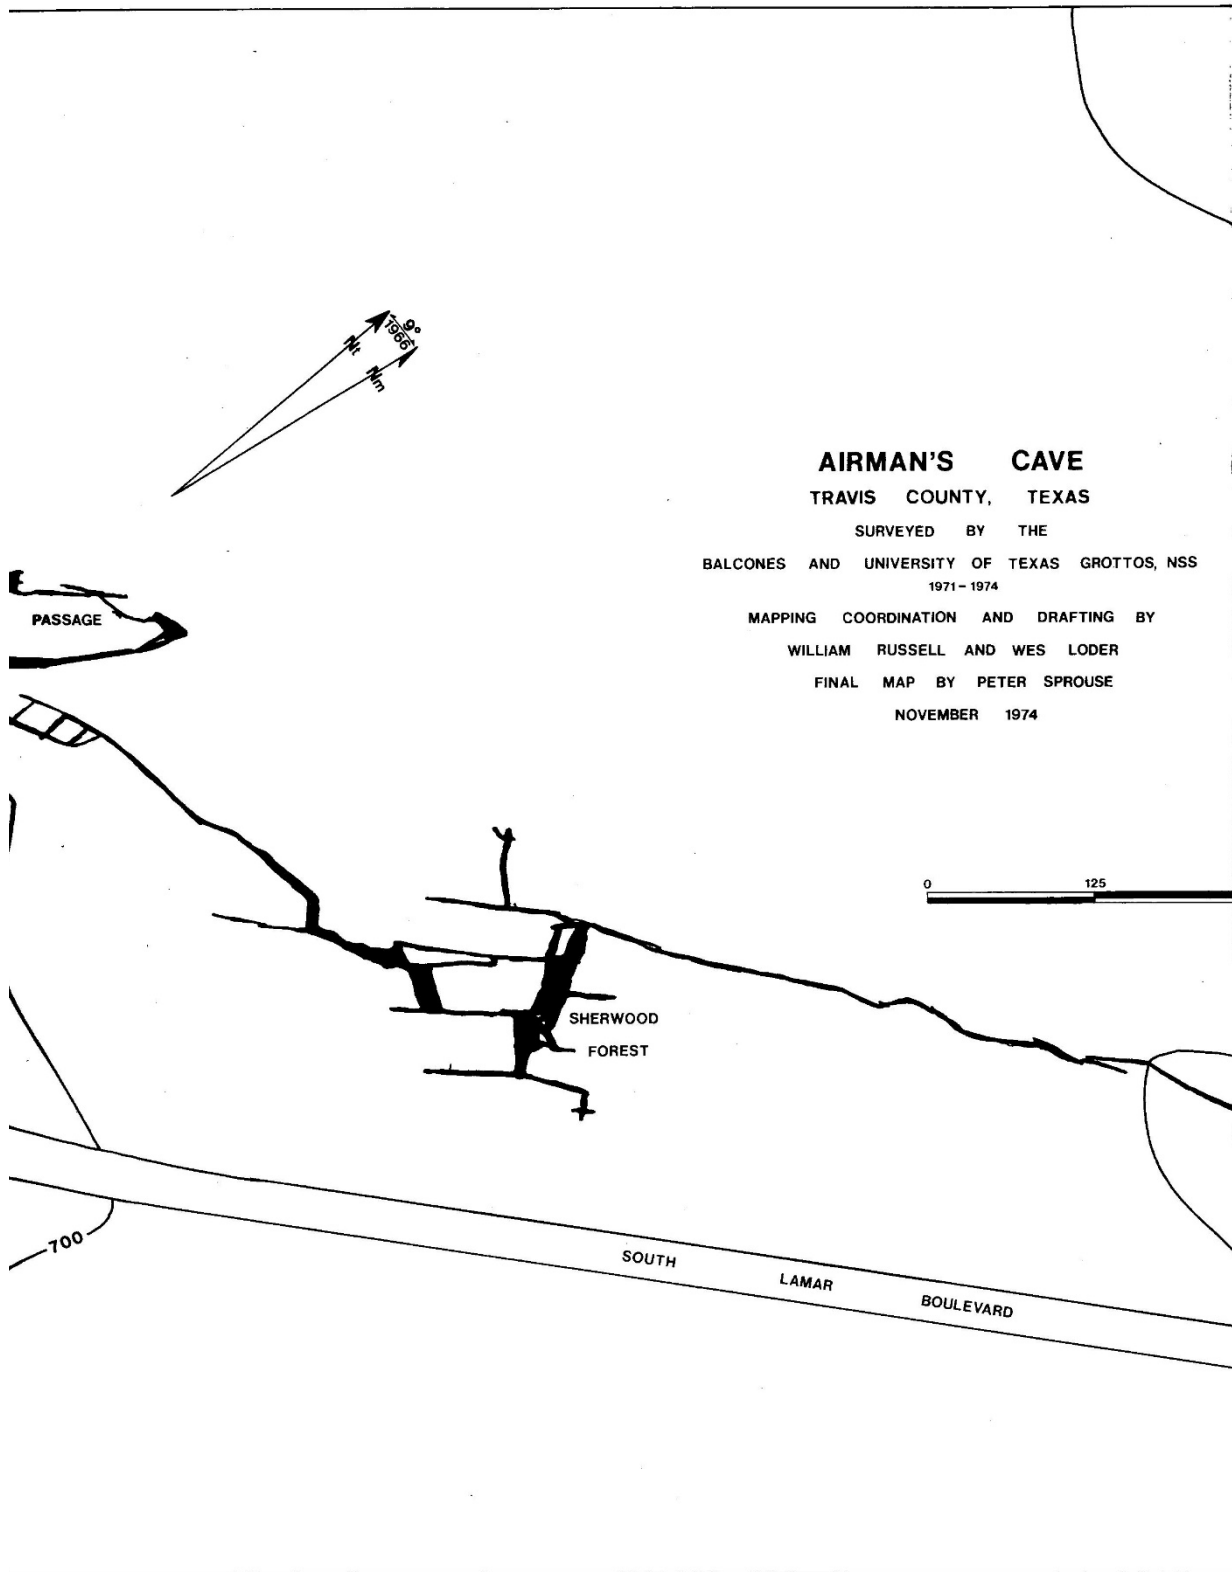 9°
1966
Nt
Nm
AIRMAN'S CAVE
TRAVIS COUNTY, TEXAS
SURVEYED BY THE
BALCONES AND UNIVERSITY OF TEXAS GROTTOS, NSS
1971-1974
MAPPING COORDINATION AND DRAFTING BY
WILLIAM RUSSELL AND WES LODER
FINAL MAP BY PETER SPROUSE
NOVEMBER 1974
PASSAGE
0 125
SHERWOOD
FOREST
700
SOUTH LAMAR BOULEVARD